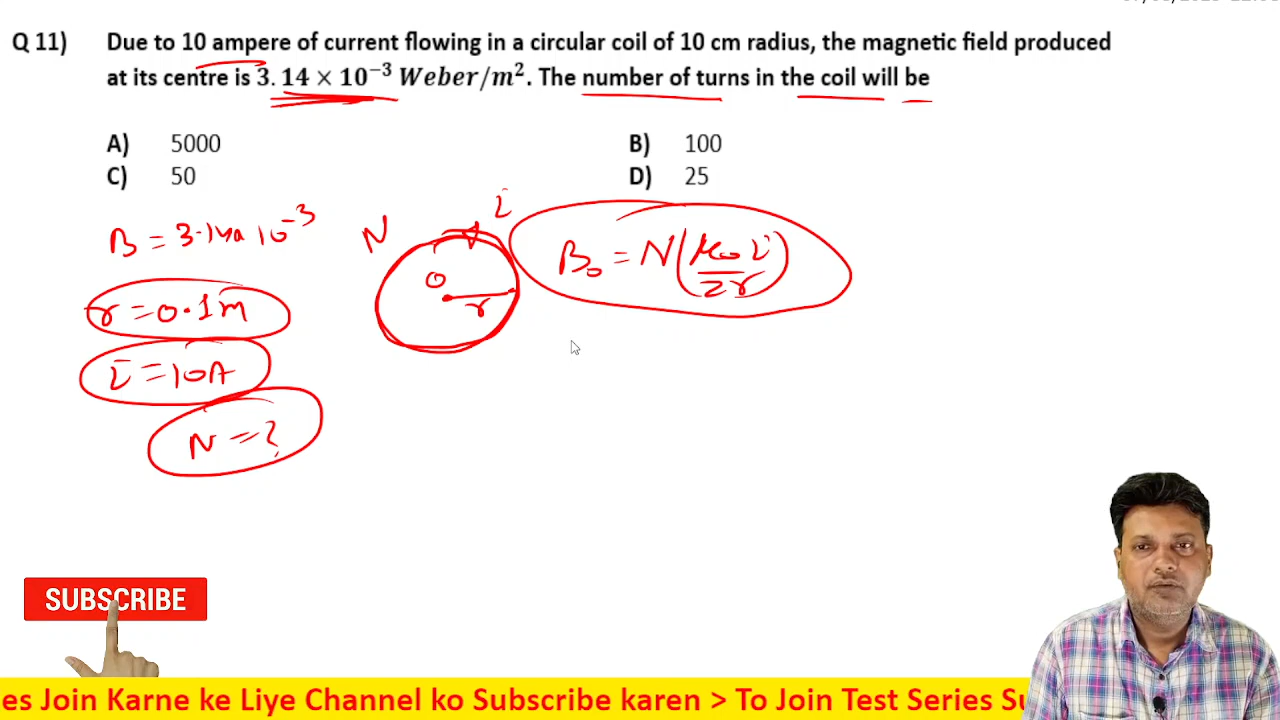 Q 11) Due to 10 ampere of current flowing in a circular coil of 10 cm radius, the magnetic field produced
at its centre is 3.14 × 10⁻³ Weber/m². The number of turns in the coil will be
A) 5000 B) 100
C) 50 D) 25
B = 3.14 × 10⁻³
r = 0.1m
i = 10A
N = ?
N
i
O
r
B₀ = N(μ₀ i / 2r)
SUBSCRIBE
es Join Karne ke Liye Channel ko Subscribe karen > To Join Test Series Su